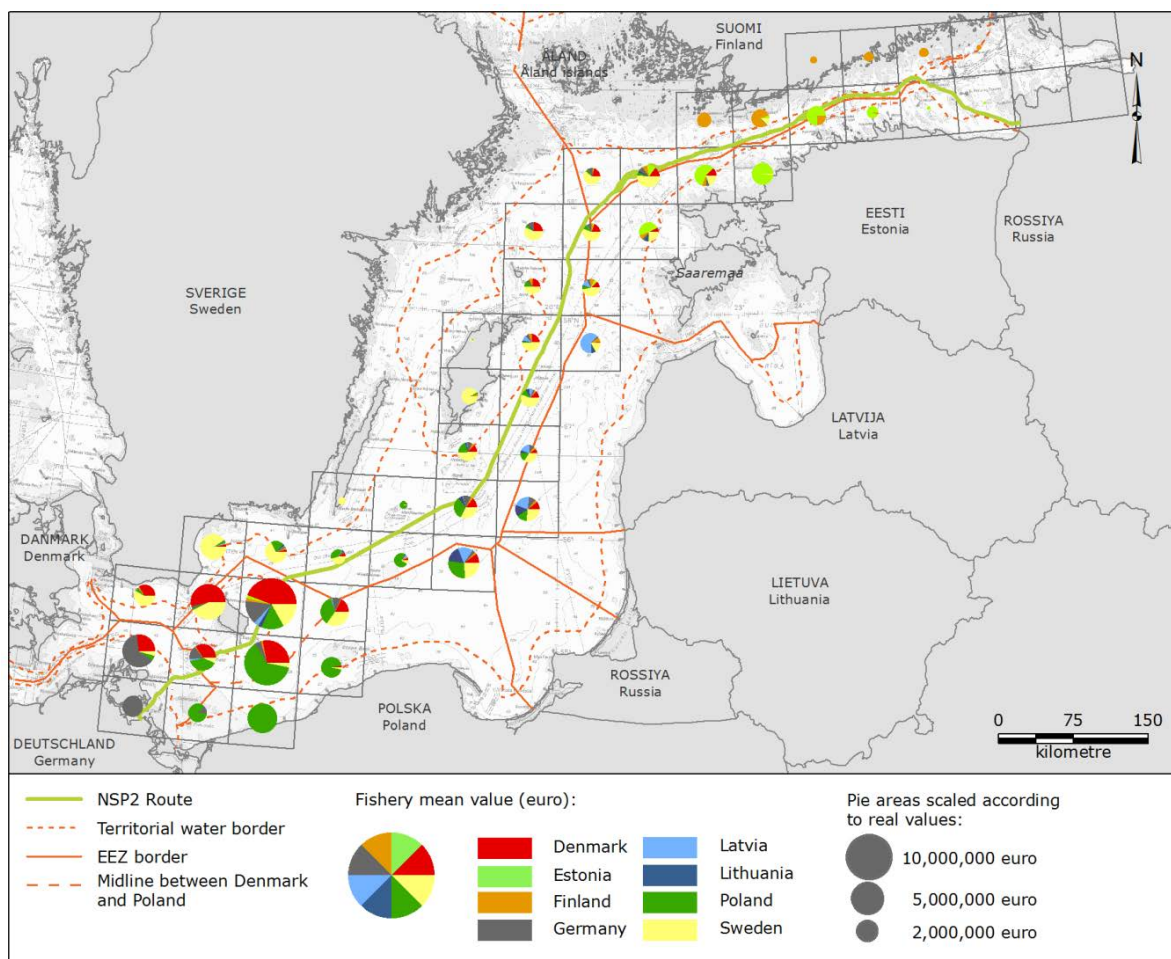 SUOMI
Finland
ÅLAND
Åland islands
N
EESTI
Estonia
ROSSIYA
Russia
Saaremaa
SVERIGE
Sweden
LATVIJA
Latvia
DANMARK
Denmark
LIETUVA
Lithuania
ROSSIYA
Russia
POLSKA
Poland
DEUTSCHLAND
Germany
0 75 150
kilometre
NSP2 Route
Territorial water border
EEZ border
Midline between Denmark
and Poland
Fishery mean value (euro):
Denmark
Estonia
Finland
Germany
Latvia
Lithuania
Poland
Sweden
Pie areas scaled according
to real values:
10,000,000 euro
5,000,000 euro
2,000,000 euro